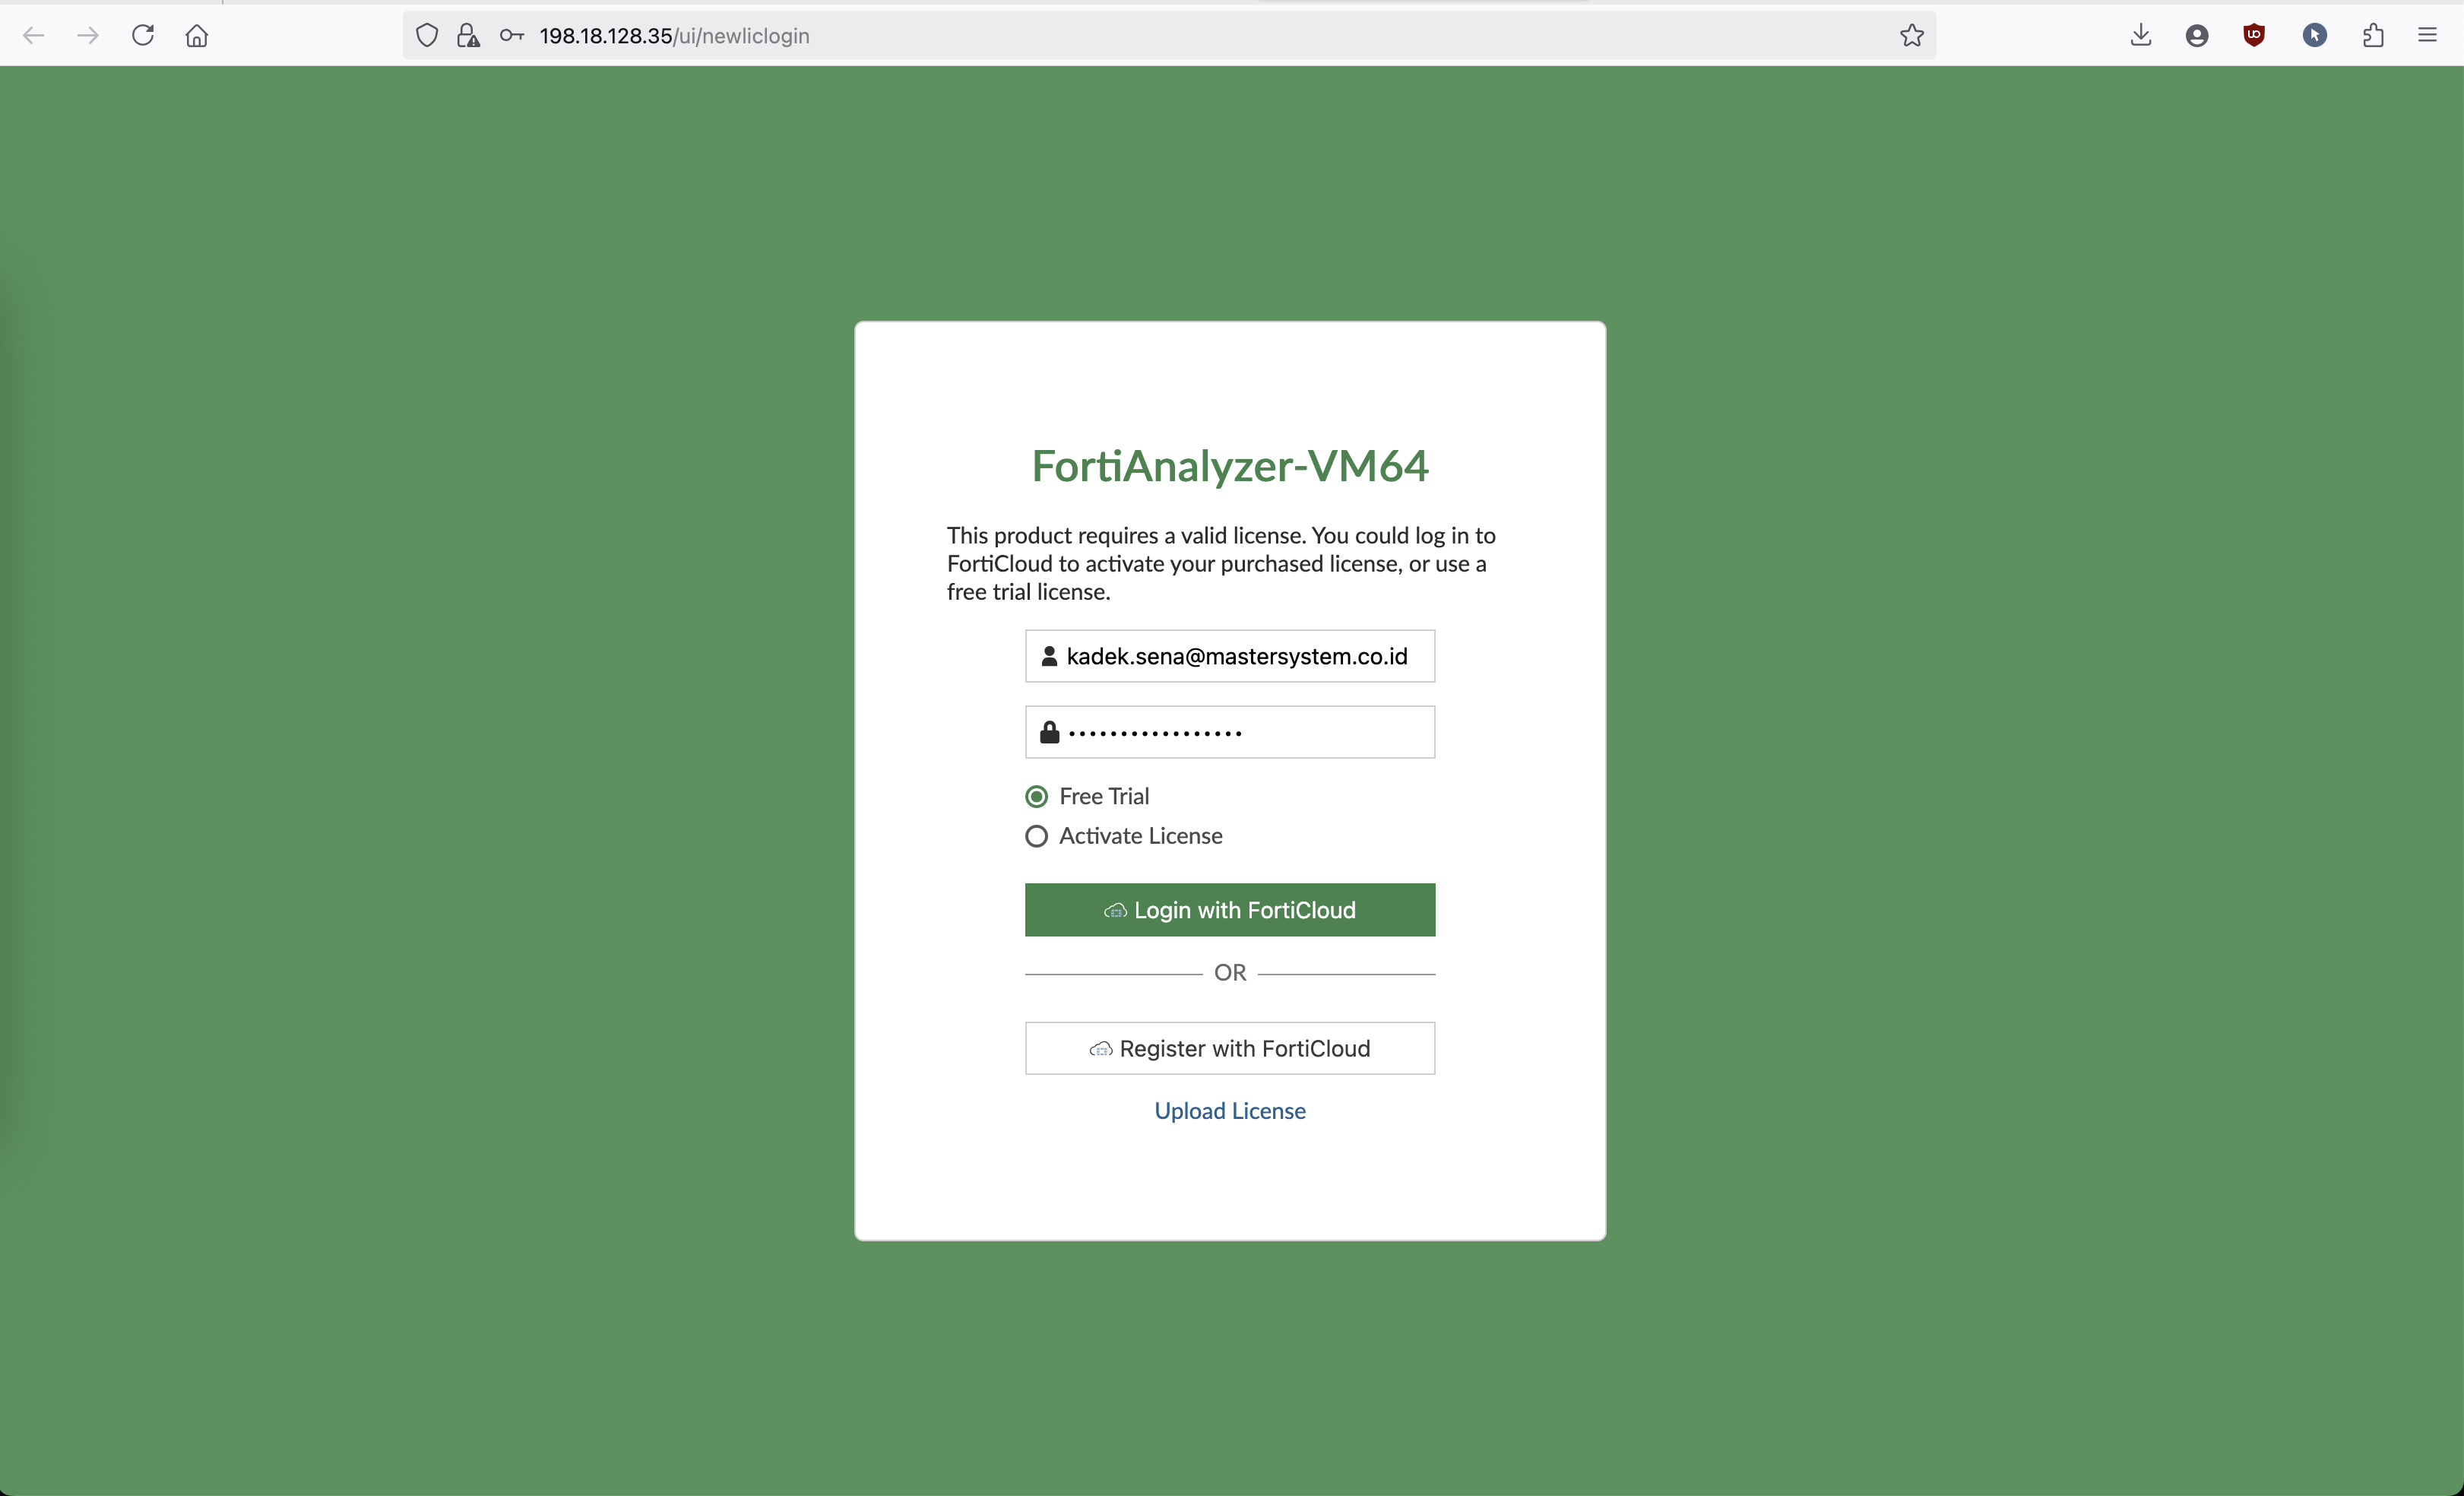 198.18.128.35/ui/newliclogin
FortiAnalyzer-VM64
This product requires a valid license. You could log in to
FortiCloud to activate your purchased license, or use a
free trial license.
kadek.sena@mastersystem.co.id
•••••••••••••••••
Free Trial
Activate License
Login with FortiCloud
OR
Register with FortiCloud
Upload License